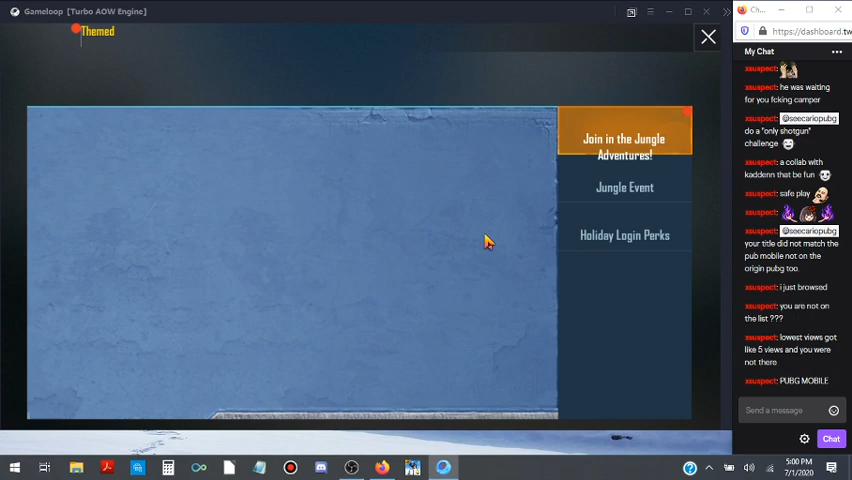 Gameloop [Turbo AOW Engine]
Themed
Join in the Jungle
Adventures!
Jungle Event
Holiday Login Perks
Ch...
https://dashboard.tw
My Chat
xsuspect:
xsuspect: he was waiting
for you fcking camper
xsuspect: @seecariopubg
do a "only shotgun"
challenge
xsuspect: a collab with
kaddenn that be fun
xsuspect: safe play
xsuspect:
xsuspect: @seecariopubg
your title did not match the
pub mobile not on the
origin pubg too.
xsuspect: i just browsed
xsuspect: you are not on
the list ???
xsuspect: lowest views got
like 5 views and you were
not there
xsuspect: PUBG MOBILE
Send a message
Chat
5:00 PM
7/1/2020